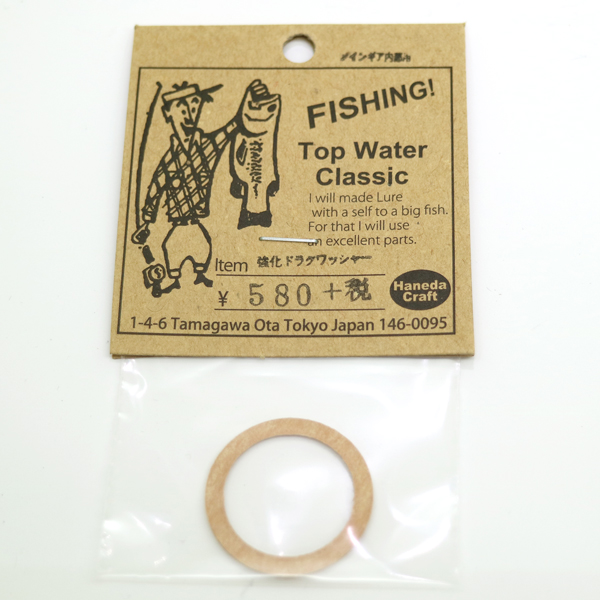 メインギア内部用
FISHING!
Top Water
Classic
I will made Lure
with a self to a big fish.
For that I will use
an excellent parts.
Item 強化ドラグワッシャー
¥ 580+税
Haneda
Craft
1-4-6 Tamagawa Ota Tokyo Japan 146-0095